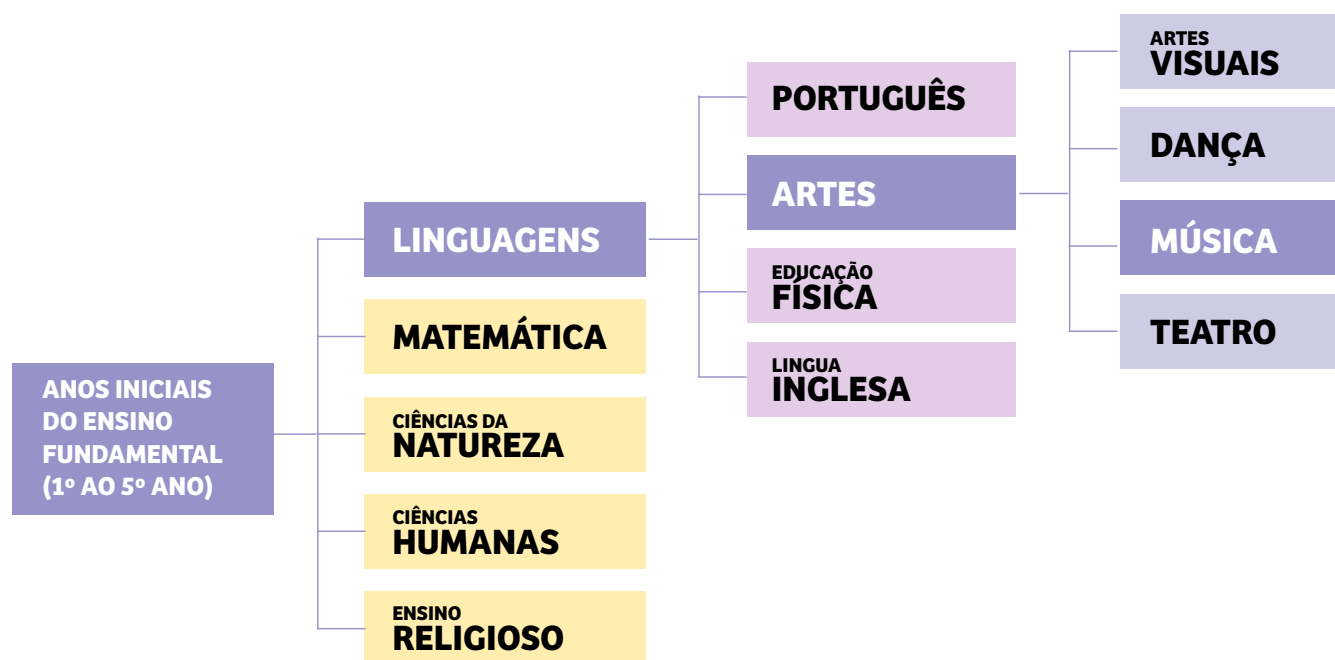 ANOS INICIAIS
DO ENSINO
FUNDAMENTAL
(1º AO 5º ANO)
LINGUAGENS
MATEMÁTICA
CIÊNCIAS DA
NATUREZA
CIÊNCIAS
HUMANAS
ENSINO
RELIGIOSO
PORTUGUÊS
ARTES
EDUCAÇÃO
FÍSICA
LINGUA
INGLESA
ARTES
VISUAIS
DANÇA
MÚSICA
TEATRO